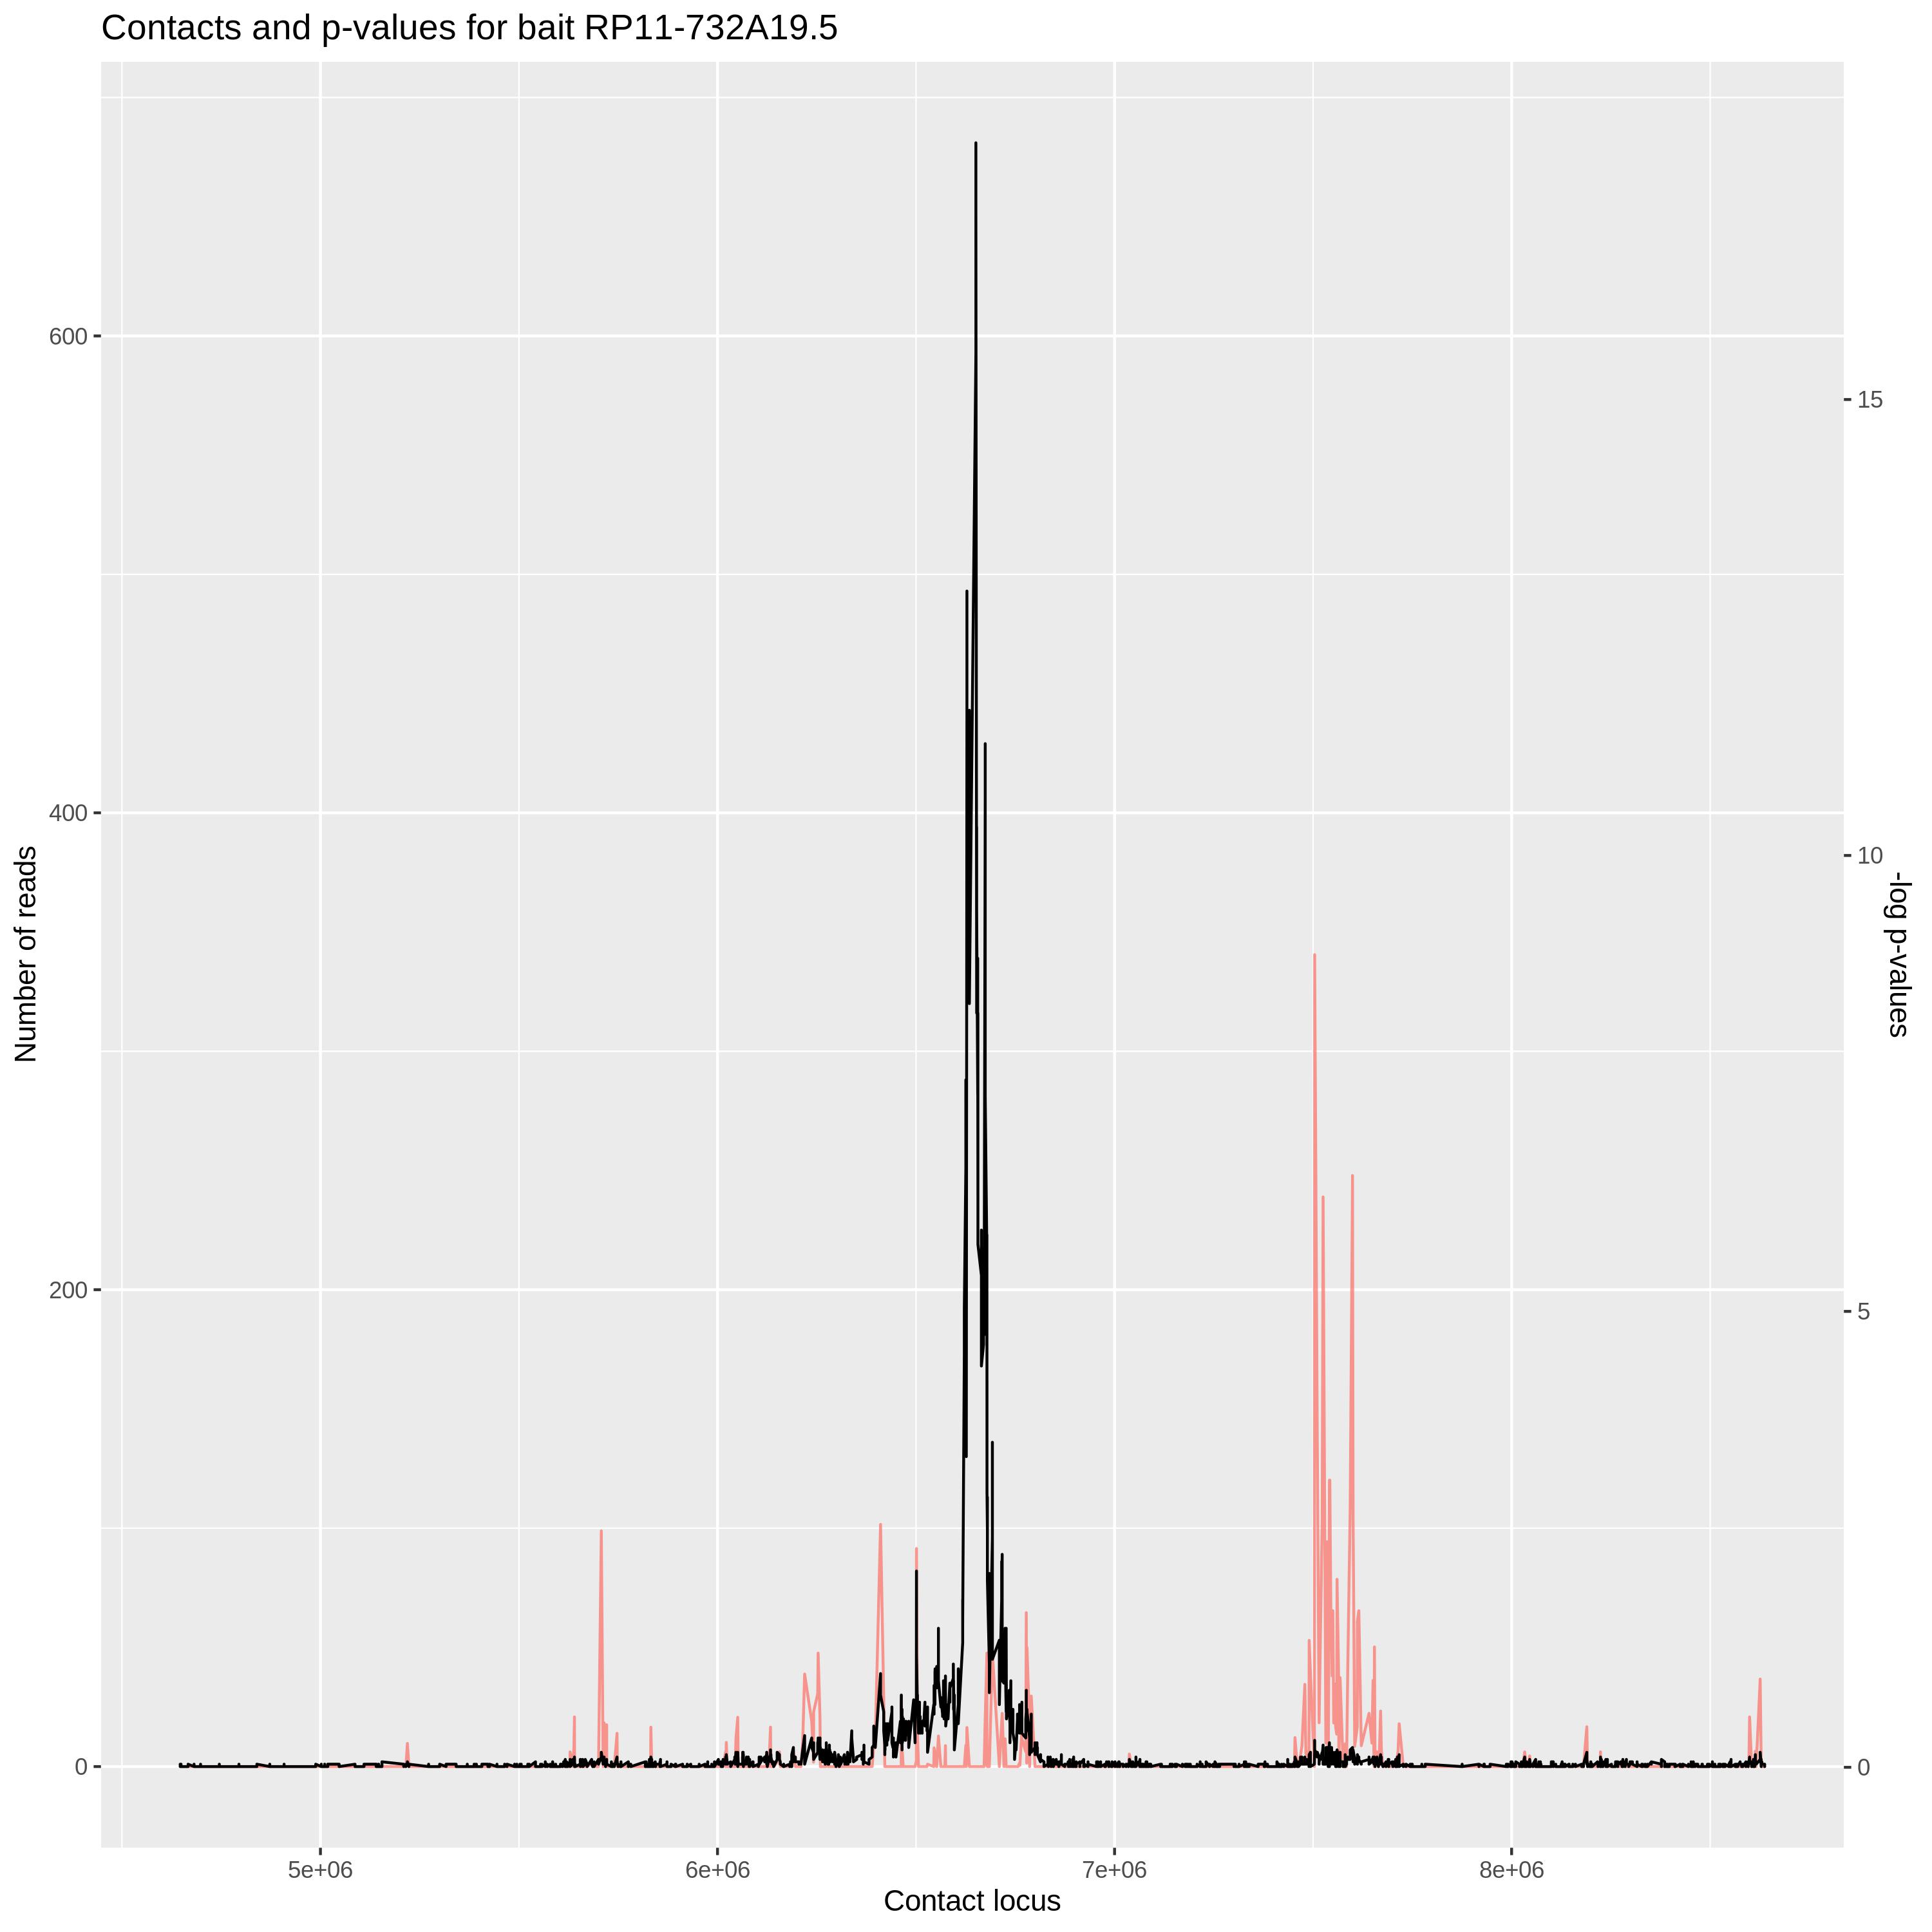 Contacts and p-values for bait RP11-732A19.5
Number of reads
600
400
200
0
15
10
5
0
-log p-values
5e+06
6e+06
7e+06
8e+06
Contact locus